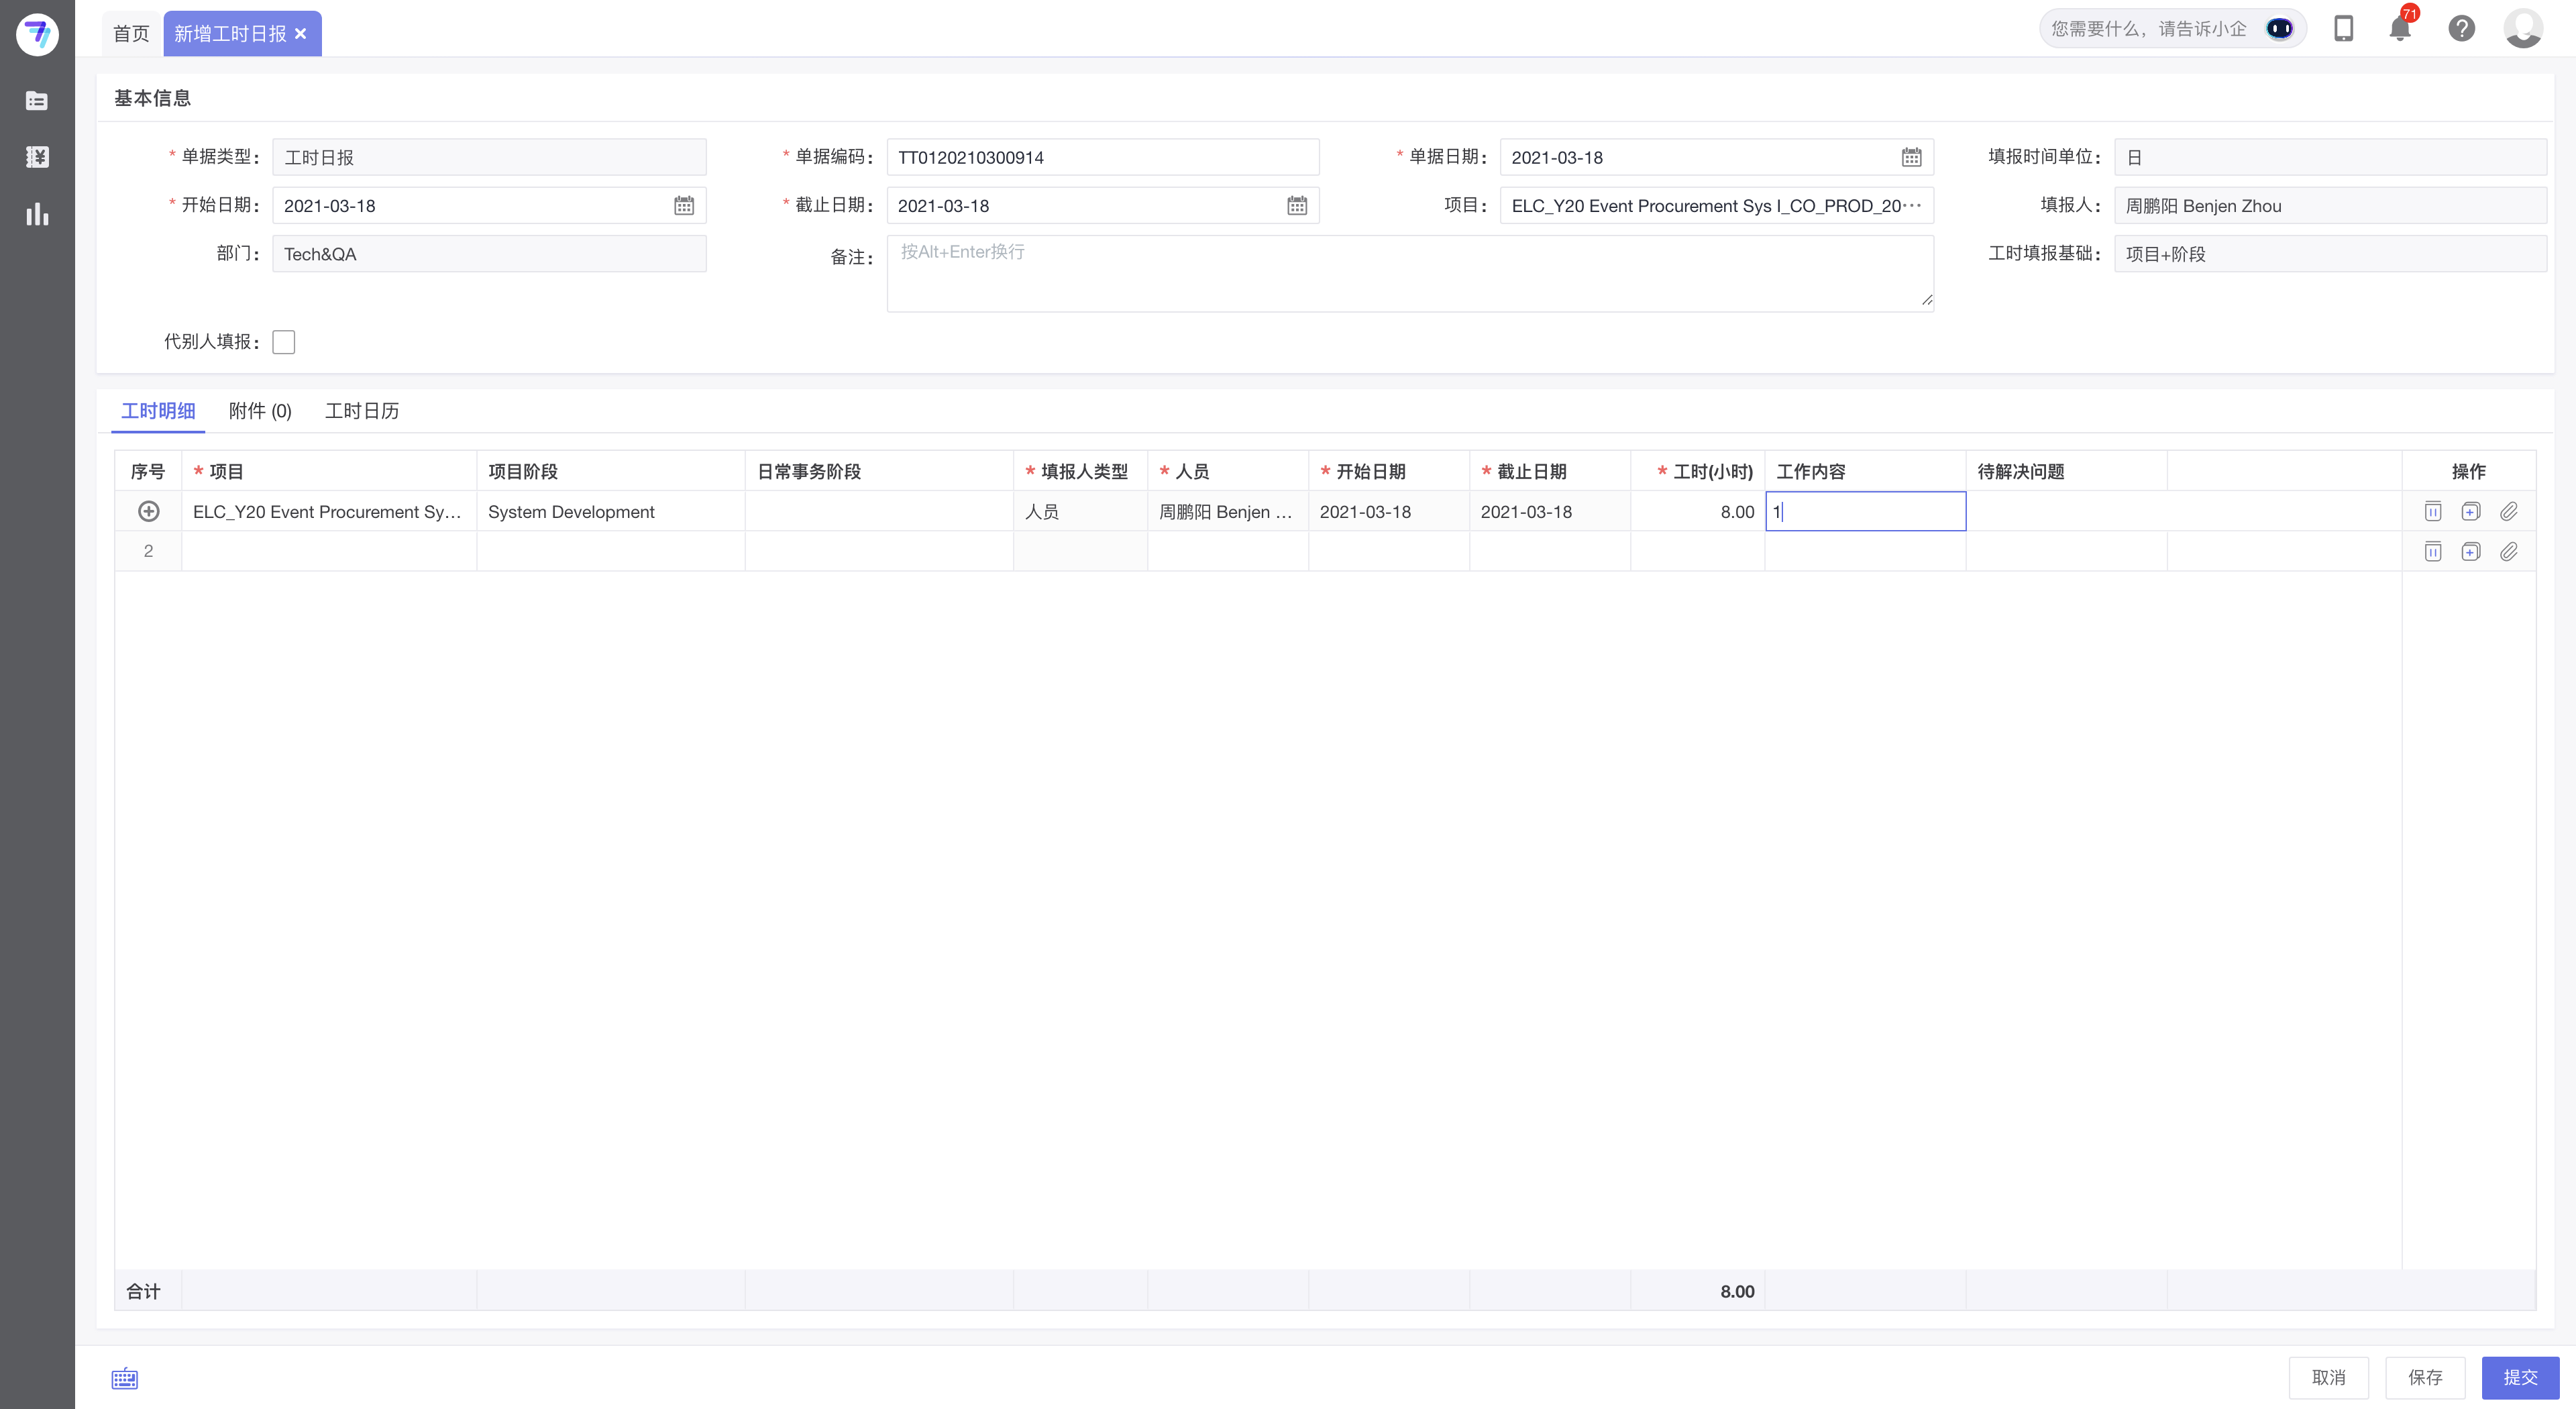 首页 新增工时日报 您需要什么，请告诉小企 71
基本信息
* 单据类型： 工时日报 * 单据编码： TT0120210300914 * 单据日期： 2021-03-18 填报时间单位： 日
* 开始日期： 2021-03-18 * 截止日期： 2021-03-18 项目： ELC_Y20 Event Procurement Sys I_CO_PROD_20··· 填报人： 周鹏阳 Benjen Zhou
部门： Tech&QA 备注： 按Alt+Enter换行 工时填报基础： 项目+阶段
代别人填报：
工时明细 附件 (0) 工时日历
序号 * 项目 项目阶段 日常事务阶段 * 填报人类型 * 人员 * 开始日期 * 截止日期 * 工时(小时) 工作内容 待解决问题 操作
ELC_Y20 Event Procurement Sy... System Development 人员 周鹏阳 Benjen ... 2021-03-18 2021-03-18 8.00 1
2
合计 8.00
取消 保存 提交